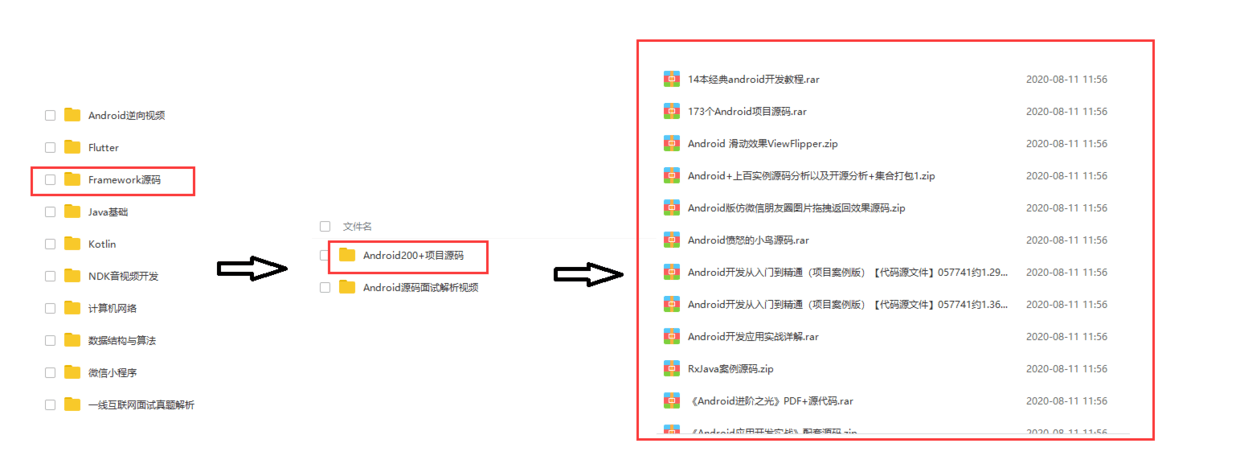 Android逆向视频
Flutter
Framework源码
Java基础
Kotlin
NDK音视频开发
计算机网络
数据结构与算法
微信小程序
一线互联网面试真题解析
文件名
Android200+项目源码
Android源码面试解析视频
14本经典android开发教程.rar 2020-08-11 11:56
173个Android项目源码.rar 2020-08-11 11:56
Android 滑动效果ViewFlipper.zip 2020-08-11 11:56
Android+上百实例源码分析以及开源分析+集合打包1.zip 2020-08-11 11:56
Android版仿微信朋友圈图片拖拽返回效果源码.zip 2020-08-11 11:56
Android愤怒的小鸟源码.rar 2020-08-11 11:56
Android开发从入门到精通（项目案例版）【代码源文件】057741约1.29... 2020-08-11 11:56
Android开发从入门到精通（项目案例版）【代码源文件】057741约1.36... 2020-08-11 11:56
Android开发应用实战详解.rar 2020-08-11 11:56
RxJava案例源码.zip 2020-08-11 11:56
《Android进阶之光》PDF+源代码.rar 2020-08-11 11:56
《Android应用开发实战》配套源码.zip 2020-08-11 11:56